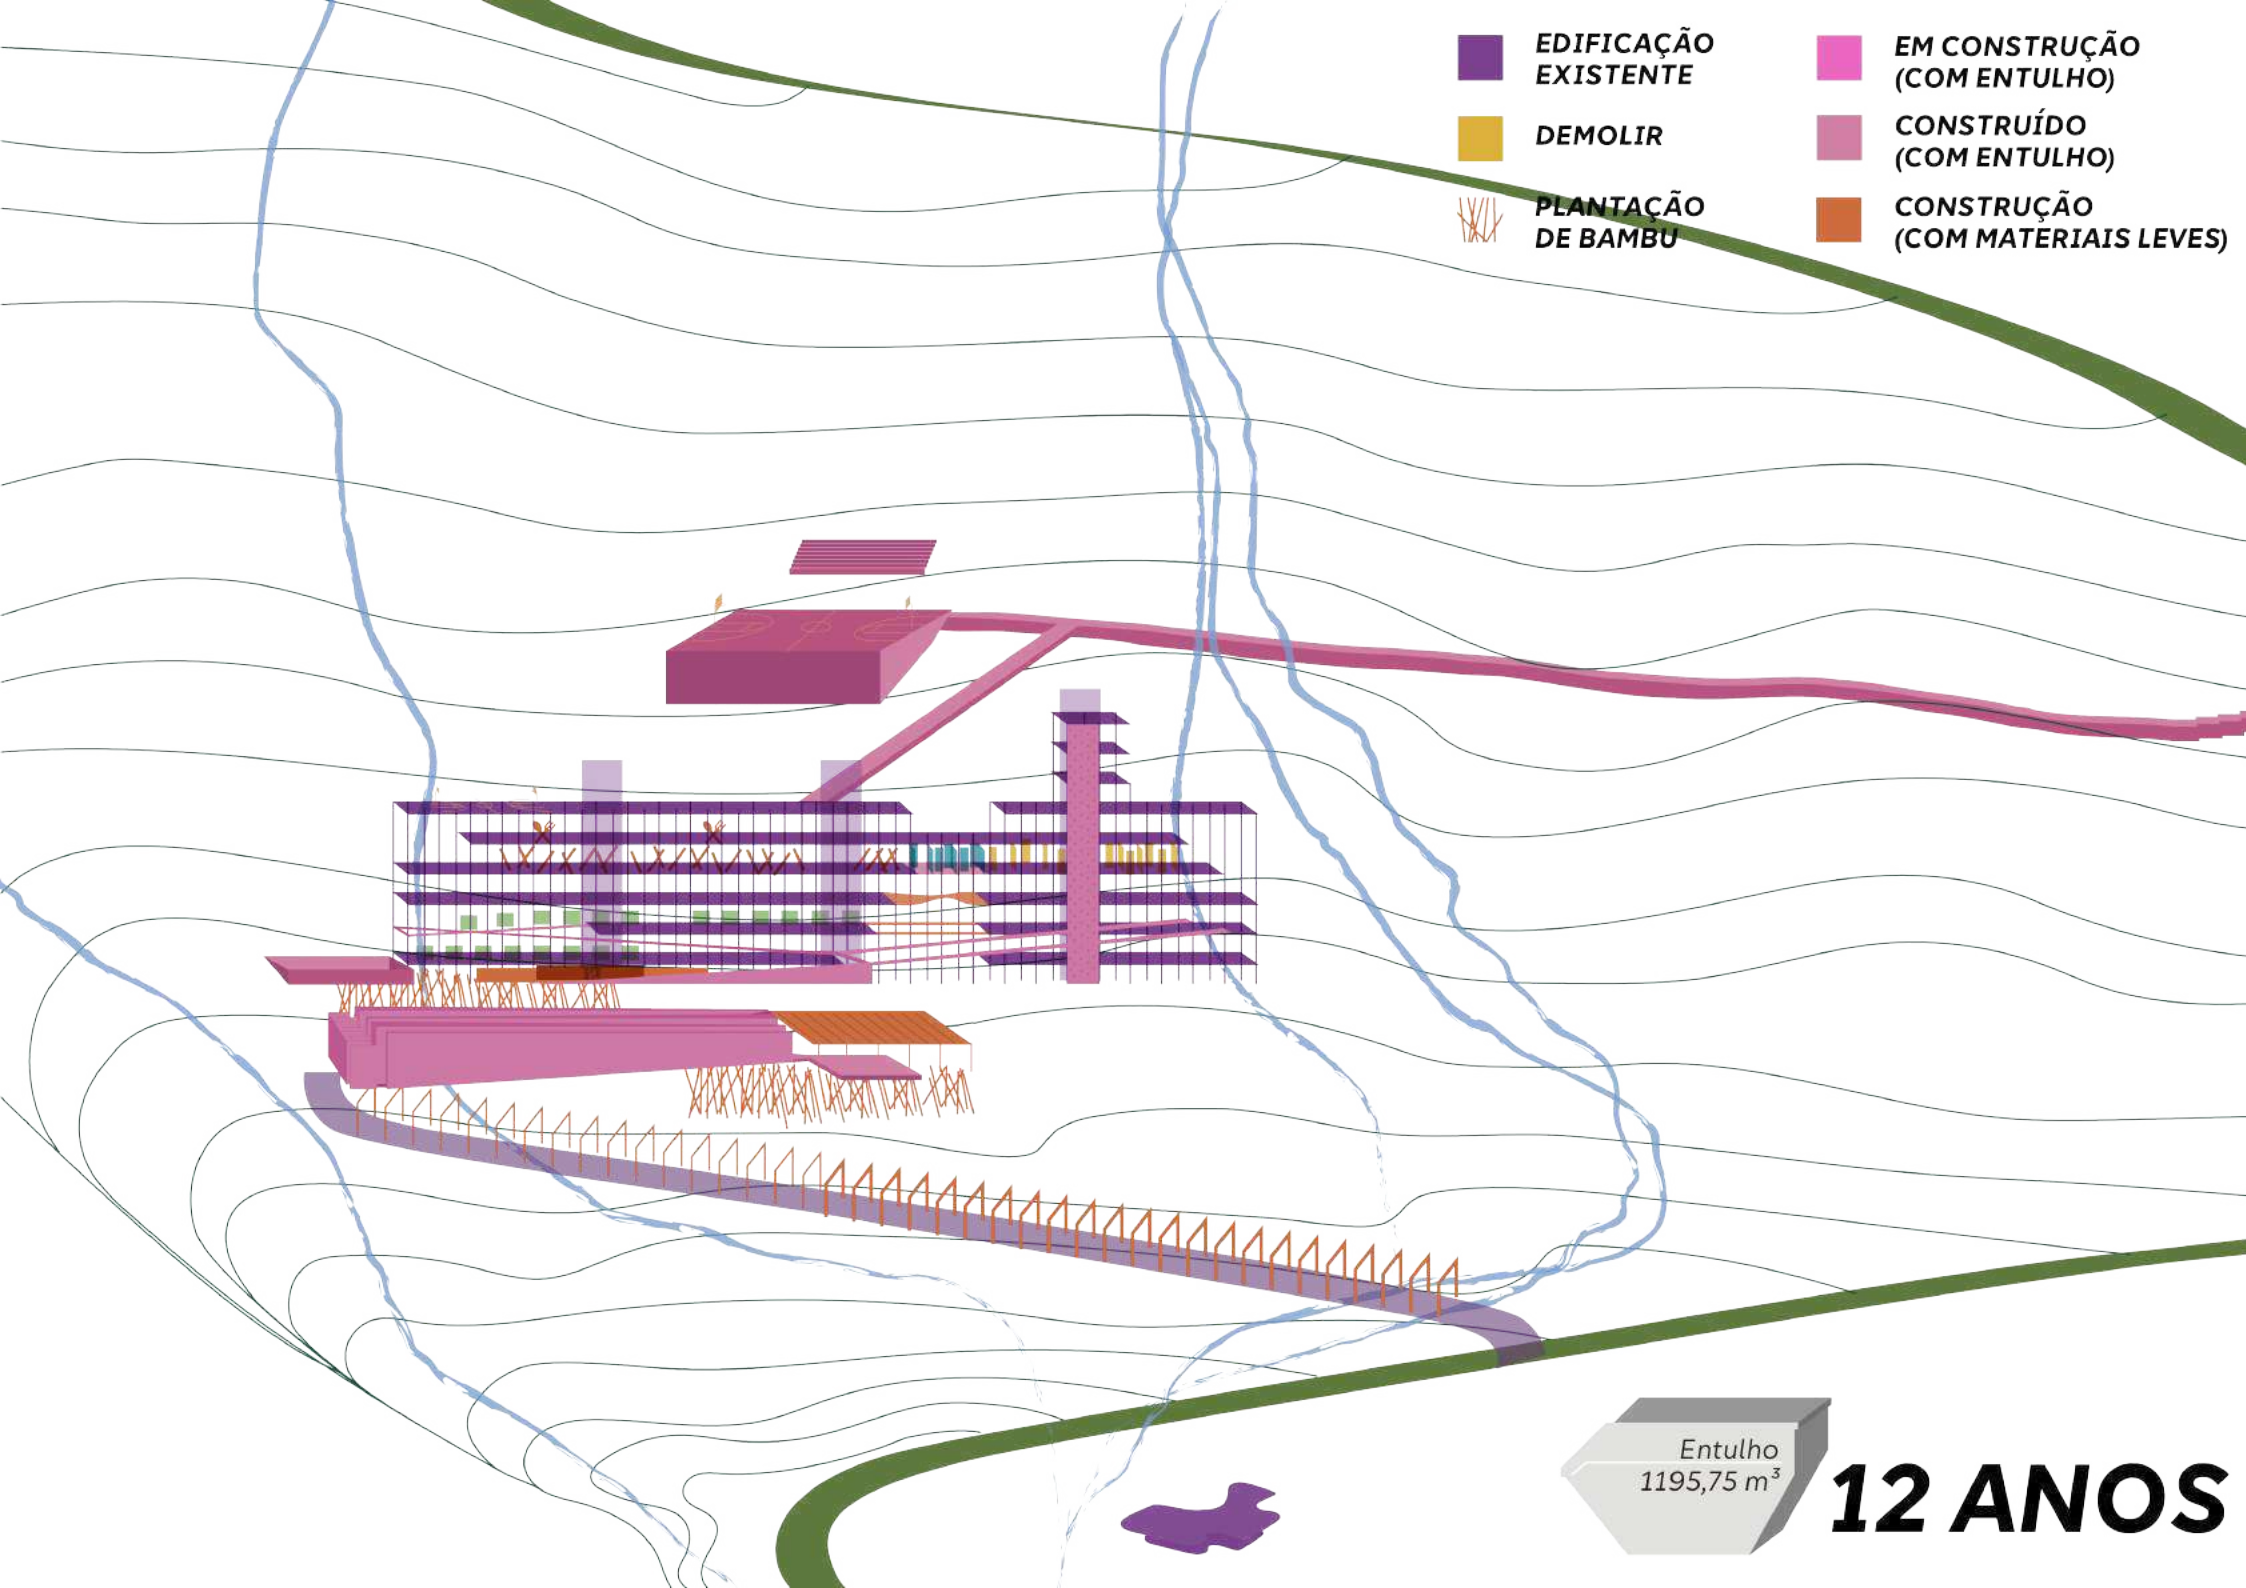 EDIFICAÇÃO
EXISTENTE
DEMOLIR
PLANTAÇÃO
DE BAMBU
EM CONSTRUÇÃO
(COM ENTULHO)
CONSTRUÍDO
(COM ENTULHO)
CONSTRUÇÃO
(COM MATERIAIS LEVES)
Entulho
1195,75 m³
12 ANOS